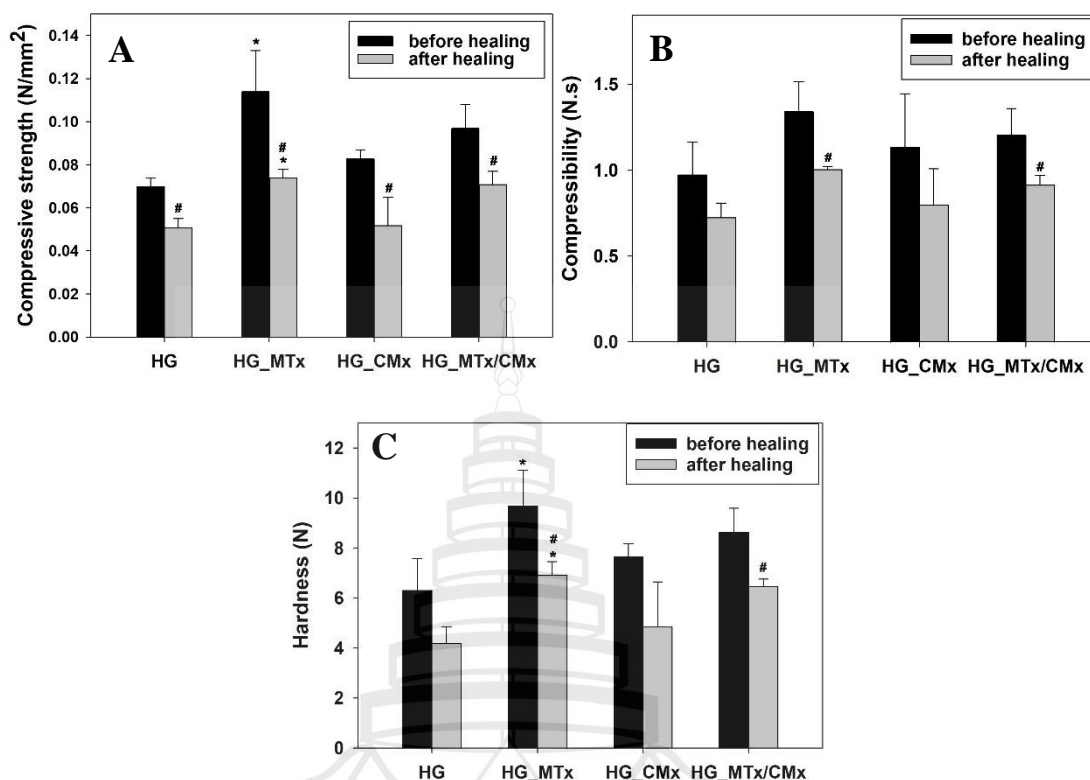 A
before healing
after healing
Compressive strength (N/mm²)
0.14
0.12
0.10
0.08
0.06
0.04
0.02
0.00
*
#
#
*
#
#
HG
HG_MTx
HG_CMx
HG_MTx/CMx
B
before healing
after healing
Compressibility (N.s)
1.5
1.0
0.5
0.0
#
#
HG
HG_MTx
HG_CMx
HG_MTx/CMx
C
before healing
after healing
Hardness (N)
12
10
8
6
4
2
0
*
#
*
#
HG
HG_MTx
HG_CMx
HG_MTx/CMx